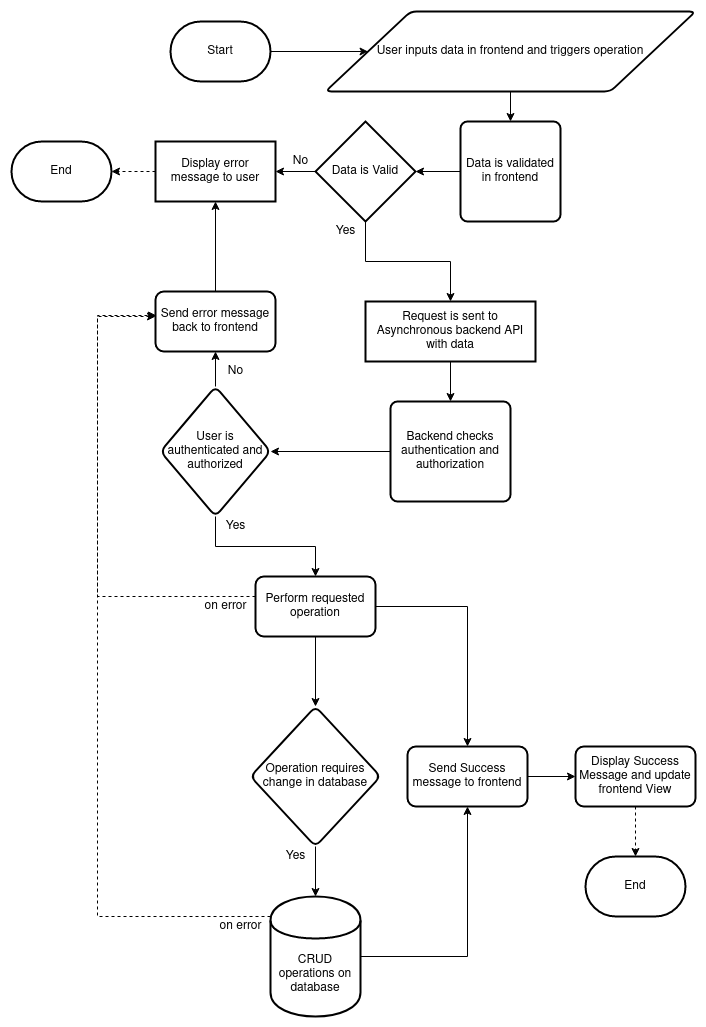 Start
User inputs data in frontend and triggers operation
End
Display error
message to user
No
Data is Valid
Data is validated
in frontend
Yes
Send error message
back to frontend
Request is sent to
Asynchronous backend API
with data
No
User is
authenticated and
authorized
Backend checks
authentication and
authorization
Yes
on error
Perform requested
operation
Operation requires
change in database
Send Success
message to frontend
Display Success
Message and update
frontend View
Yes
End
on error
CRUD
operations on
database